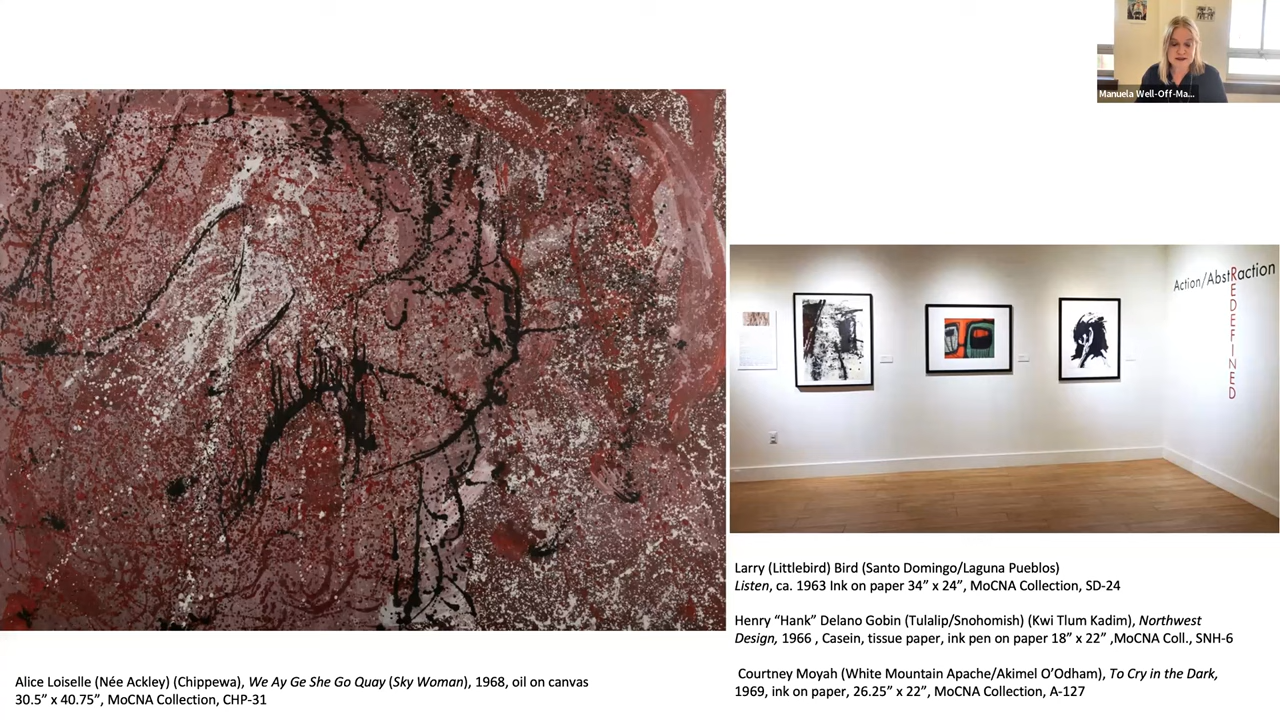 Manuela Well-Off-Ma...
Action/AbstRaction
REDEFINED
Larry (Littlebird) Bird (Santo Domingo/Laguna Pueblos)
Listen, ca. 1963 Ink on paper 34” x 24”, MoCNA Collection, SD-24
Henry “Hank” Delano Gobin (Tulalip/Snohomish) (Kwi Tlum Kadim), Northwest
Design, 1966 , Casein, tissue paper, ink pen on paper 18” x 22” ,MoCNA Coll., SNH-6
Courtney Moyah (White Mountain Apache/Akimel O’Odham), To Cry in the Dark,
1969, ink on paper, 26.25” x 22”, MoCNA Collection, A-127
Alice Loiselle (Née Ackley) (Chippewa), We Ay Ge She Go Quay (Sky Woman), 1968, oil on canvas
30.5” x 40.75”, MoCNA Collection, CHP-31